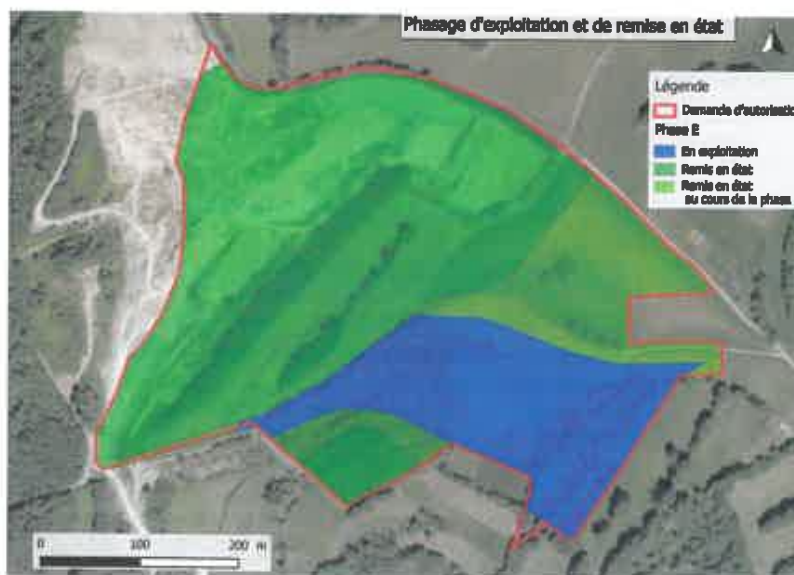 Phasage d'exploitation et de remise en état
Légende
Demande d'autorisation
Phase E
En exploitation
Remis en état
Remis en état
au cours de la phase
0 100 200 m